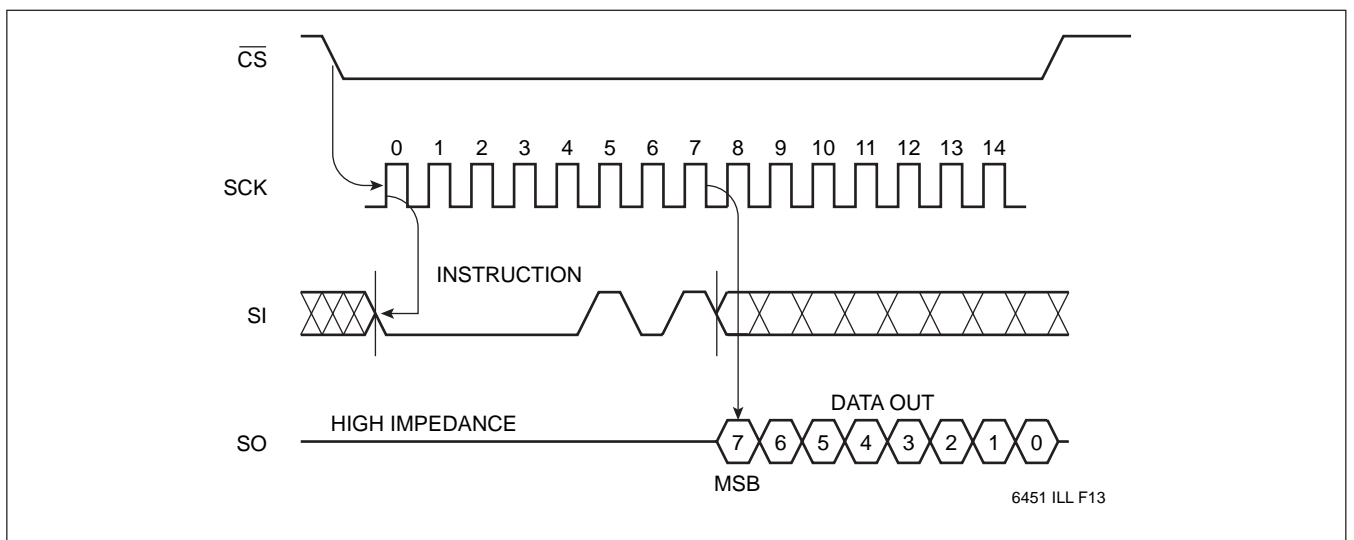 CS
0 1 2 3 4 5 6 7 8 9 10 11 12 13 14
SCK
INSTRUCTION
SI
DATA OUT
HIGH IMPEDANCE
SO
7 6 5 4 3 2 1 0
MSB
6451 ILL F13